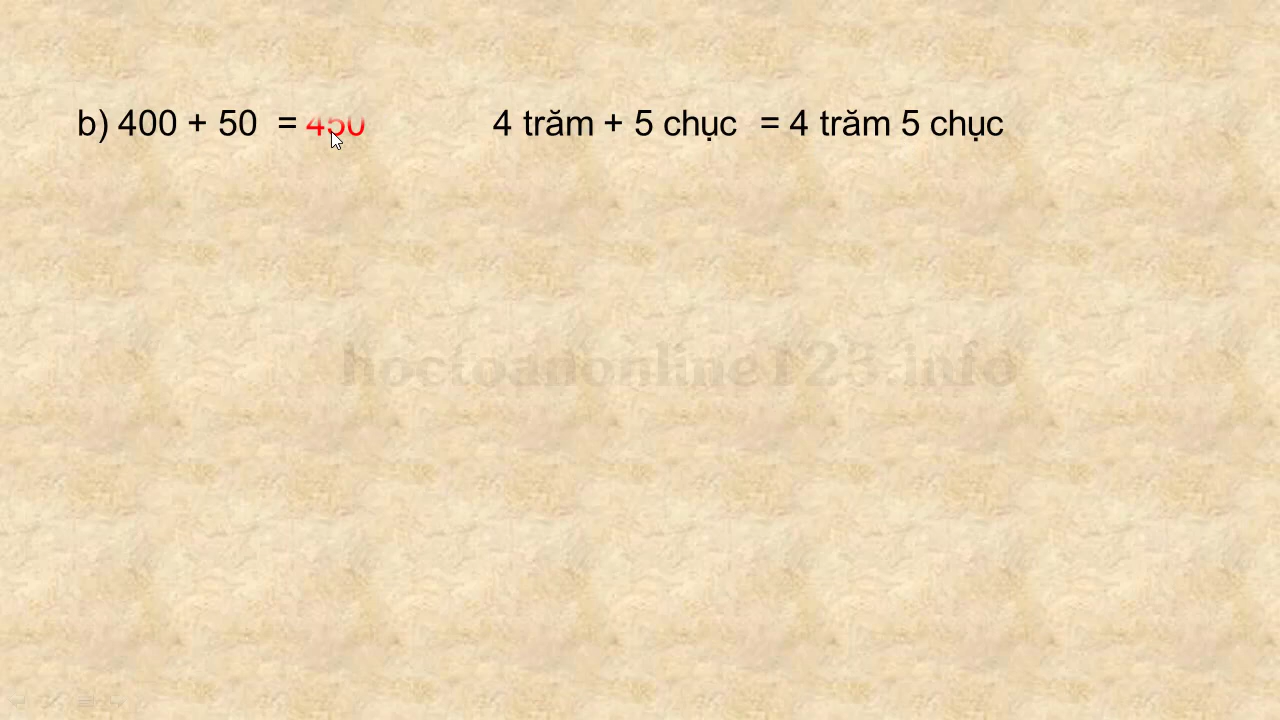 b) 400 + 50 = 450 4 trăm + 5 chục = 4 trăm 5 chục
hoctoanonline123.info